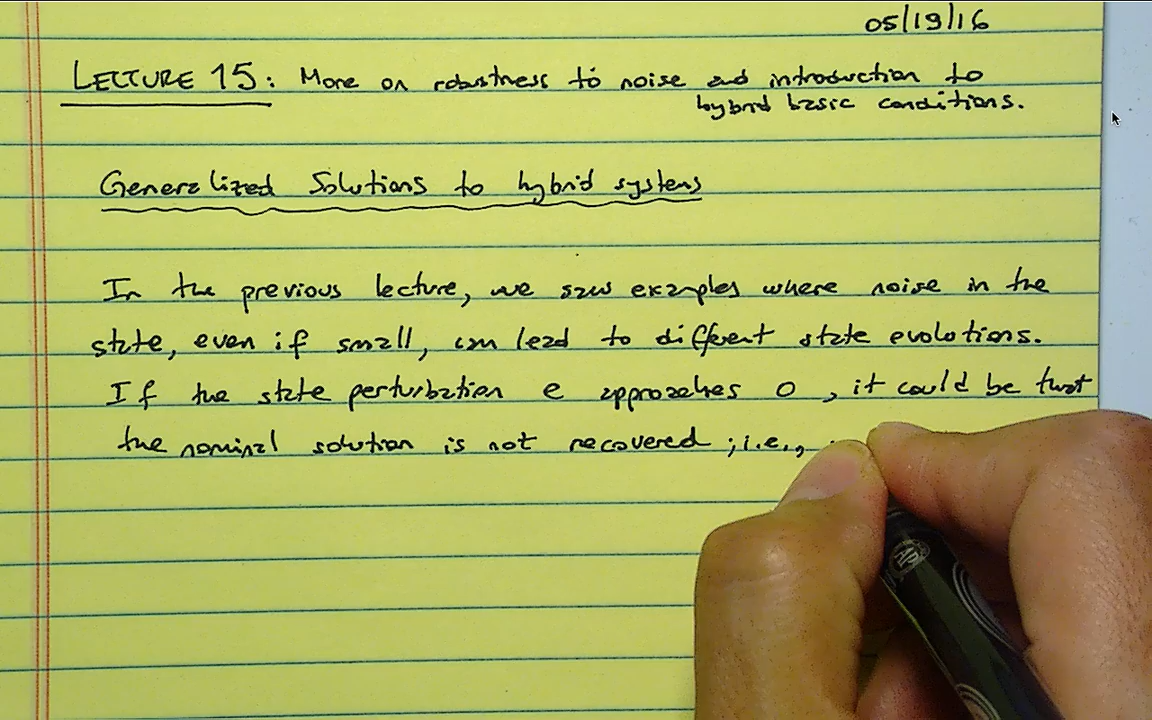 05/19/16
LECTURE 15: More on robustness to noise and introduction to
hybrid basic conditions.
Generalized Solutions to hybrid systems
In the previous lecture, we saw examples where noise in the
state, even if small, can lead to different state evolutions.
If the state perturbation e approaches 0, it could be that
the nominal solution is not recovered; i.e.,